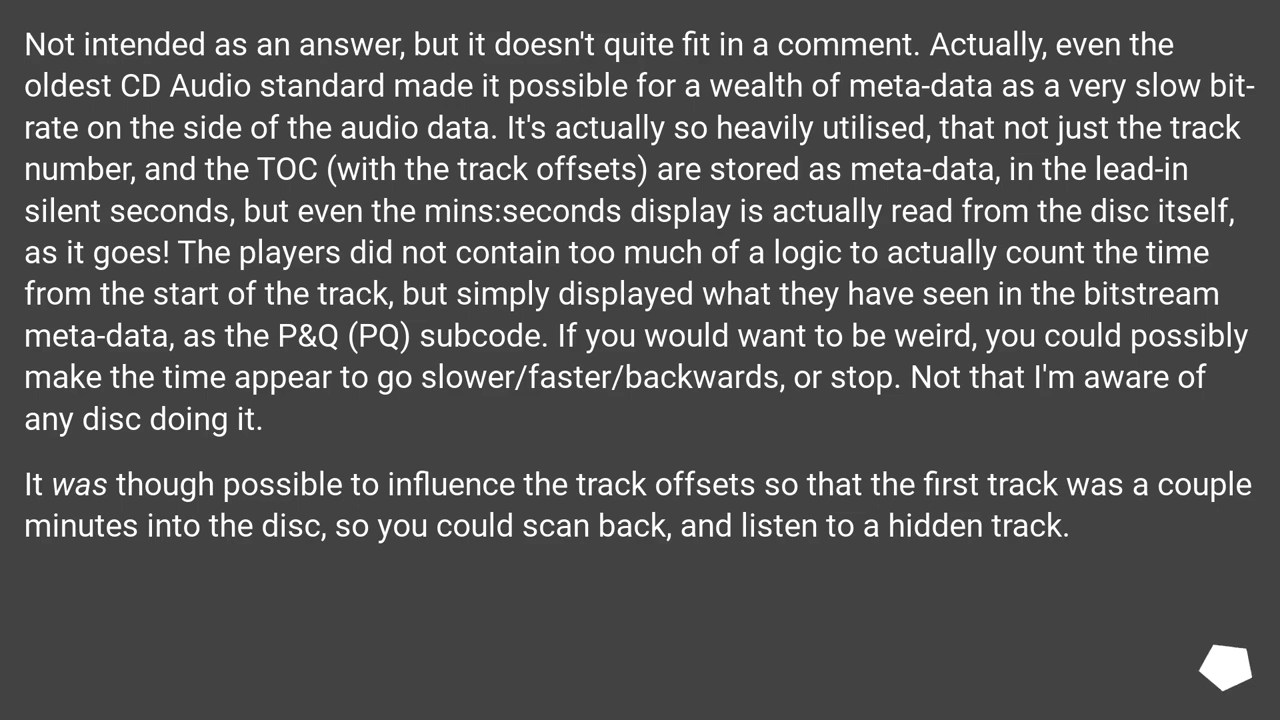 Not intended as an answer, but it doesn't quite fit in a comment. Actually, even the
oldest CD Audio standard made it possible for a wealth of meta-data as a very slow bit-
rate on the side of the audio data. It's actually so heavily utilised, that not just the track
number, and the TOC (with the track offsets) are stored as meta-data, in the lead-in
silent seconds, but even the mins:seconds display is actually read from the disc itself,
as it goes! The players did not contain too much of a logic to actually count the time
from the start of the track, but simply displayed what they have seen in the bitstream
meta-data, as the P&Q (PQ) subcode. If you would want to be weird, you could possibly
make the time appear to go slower/faster/backwards, or stop. Not that I'm aware of
any disc doing it.
It was though possible to influence the track offsets so that the first track was a couple
minutes into the disc, so you could scan back, and listen to a hidden track.